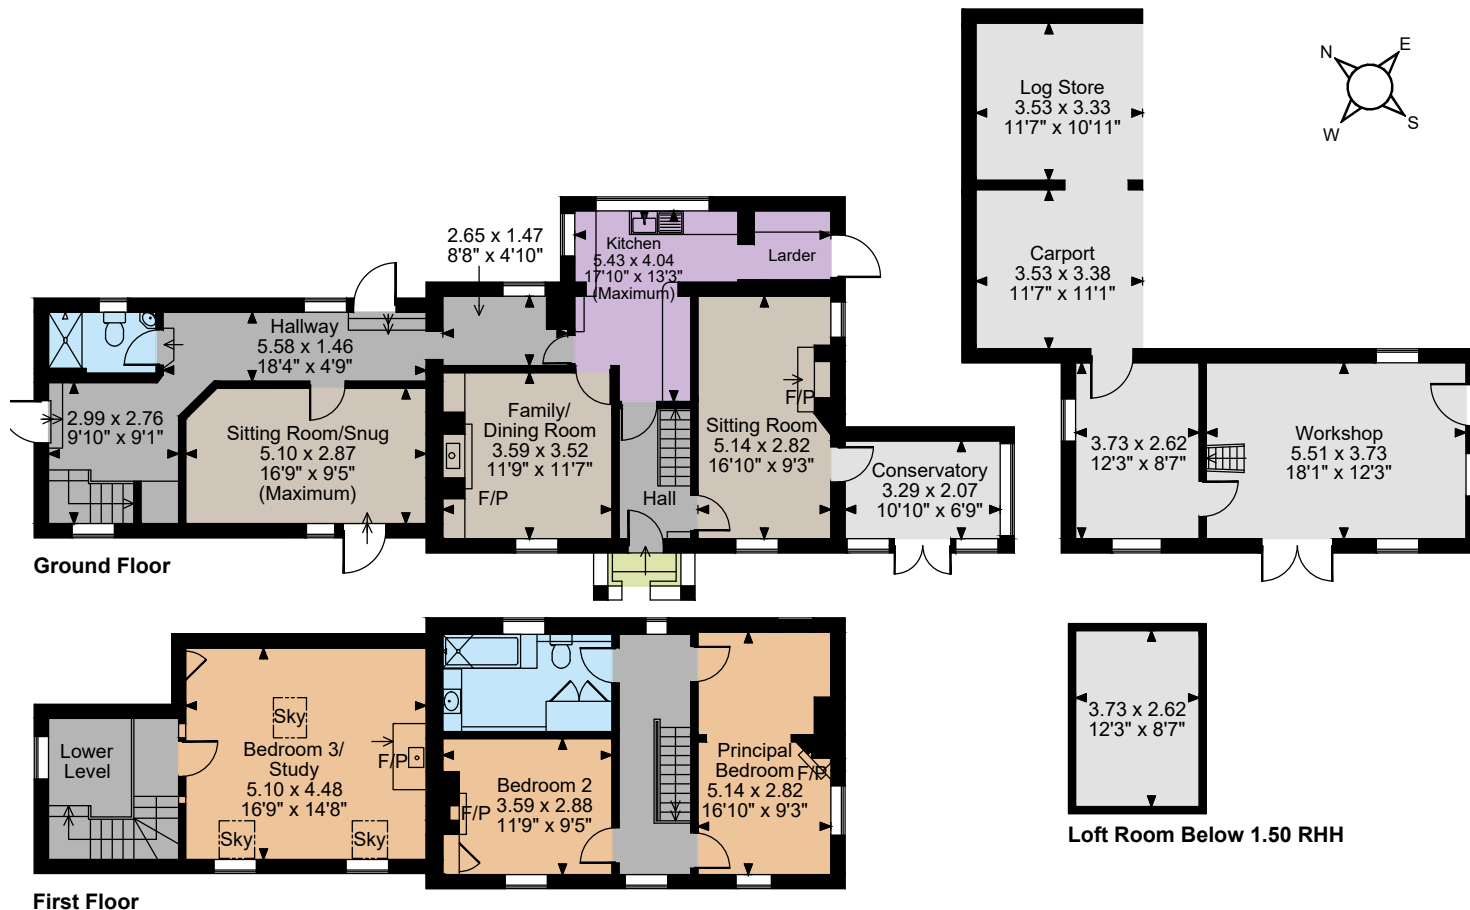 Log Store
3.53 x 3.33
11'7" x 10'11"
N
E
W
S
Carport
3.53 x 3.38
11'7" x 11'1"
2.65 x 1.47
8'8" x 4'10"
Kitchen
5.43 x 4.04
17'10" x 13'3"
(Maximum)
Larder
Hallway
5.58 x 1.46
18'4" x 4'9"
2.99 x 2.76
9'10" x 9'1"
Sitting Room/Snug
5.10 x 2.87
16'9" x 9'5"
(Maximum)
Family/
Dining Room
3.59 x 3.52
11'9" x 11'7"
F/P
Hall
Sitting Room
5.14 x 2.82
16'10" x 9'3"
F/P
Conservatory
3.29 x 2.07
10'10" x 6'9"
3.73 x 2.62
12'3" x 8'7"
Workshop
5.51 x 3.73
18'1" x 12'3"
Ground Floor
Lower
Level
Sky
Bedroom 3/
Study
5.10 x 4.48
16'9" x 14'8"
F/P
Sky
Sky
Bedroom 2
3.59 x 2.88
11'9" x 9'5"
F/P
Principal
Bedroom
5.14 x 2.82
16'10" x 9'3"
F/P
3.73 x 2.62
12'3" x 8'7"
Loft Room Below 1.50 RHH
First Floor